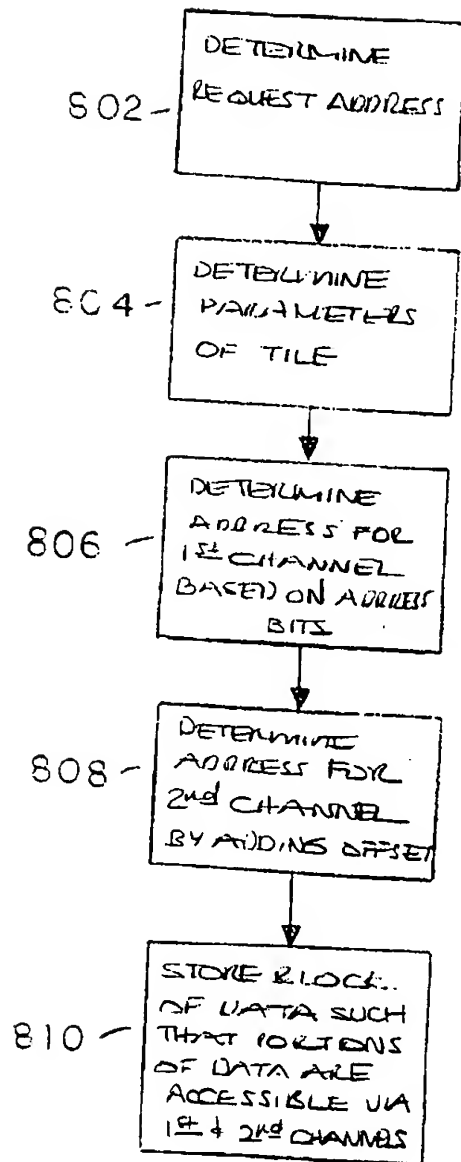 802
DETERMINE
REQUEST ADDRESS
804
DETERMINE
PARAMETERS
OF TILE
806
DETERMINE
ADDRESS FOR
1st CHANNEL
BASED ON ADDRESS
BITS
808
DETERMINE
ADDRESS FOR
2nd CHANNEL
BY ADDING OFFSET
810
STORE BLOCK
OF DATA SUCH
THAT PORTIONS
OF DATA ARE
ACCESSIBLE VIA
1st & 2nd CHANNELS